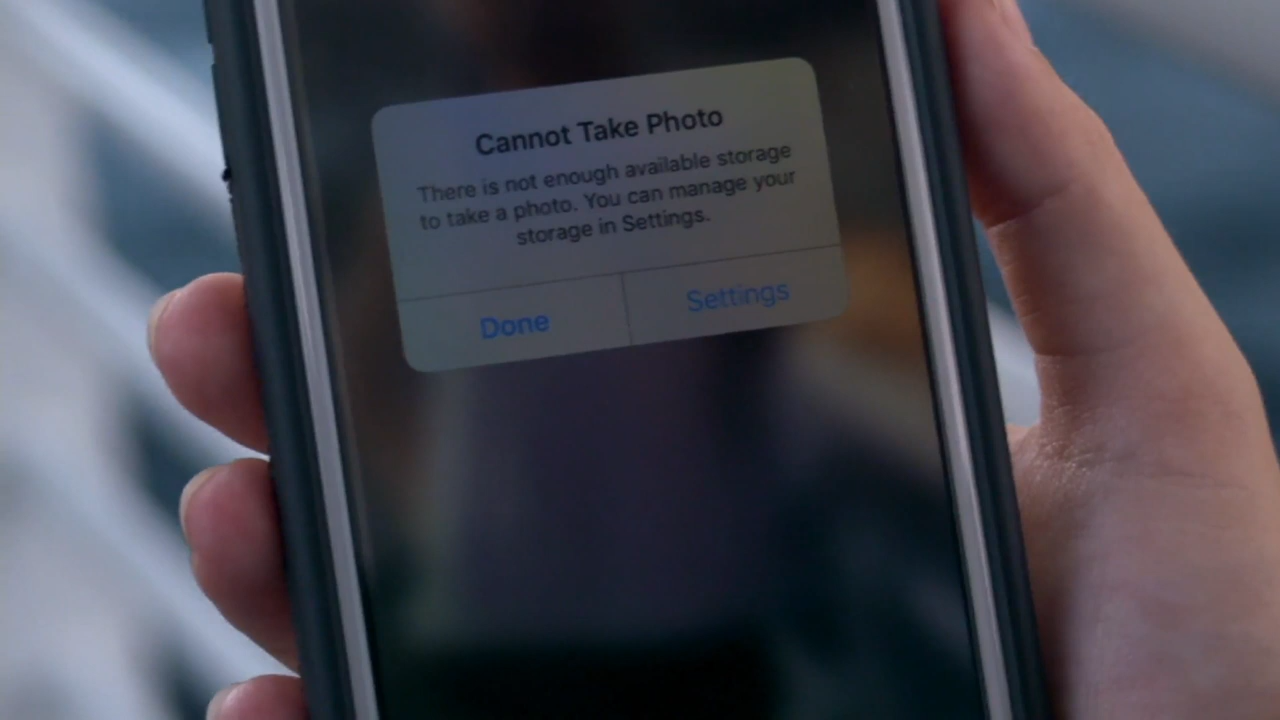 Cannot Take Photo
There is not enough available storage
to take a photo. You can manage your
storage in Settings.
Done
Settings